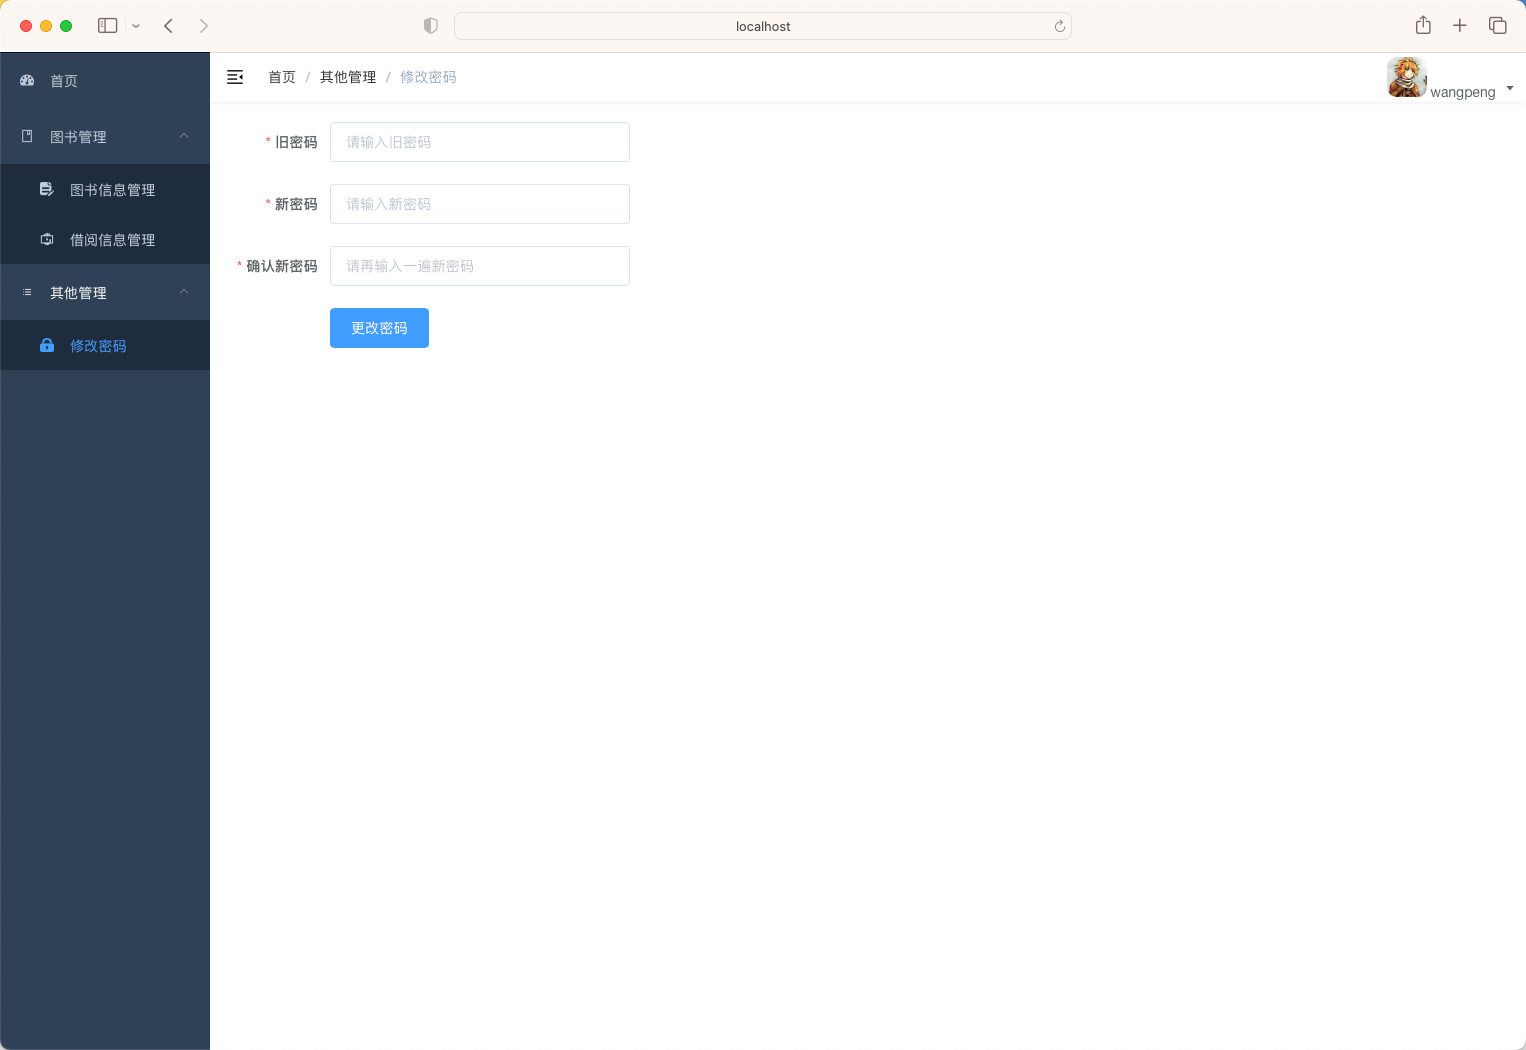 localhost
首页
图书管理
图书信息管理
借阅信息管理
其他管理
修改密码
首页 / 其他管理 / 修改密码
wangpeng
* 旧密码 请输入旧密码
* 新密码 请输入新密码
* 确认新密码 请再输入一遍新密码
更改密码